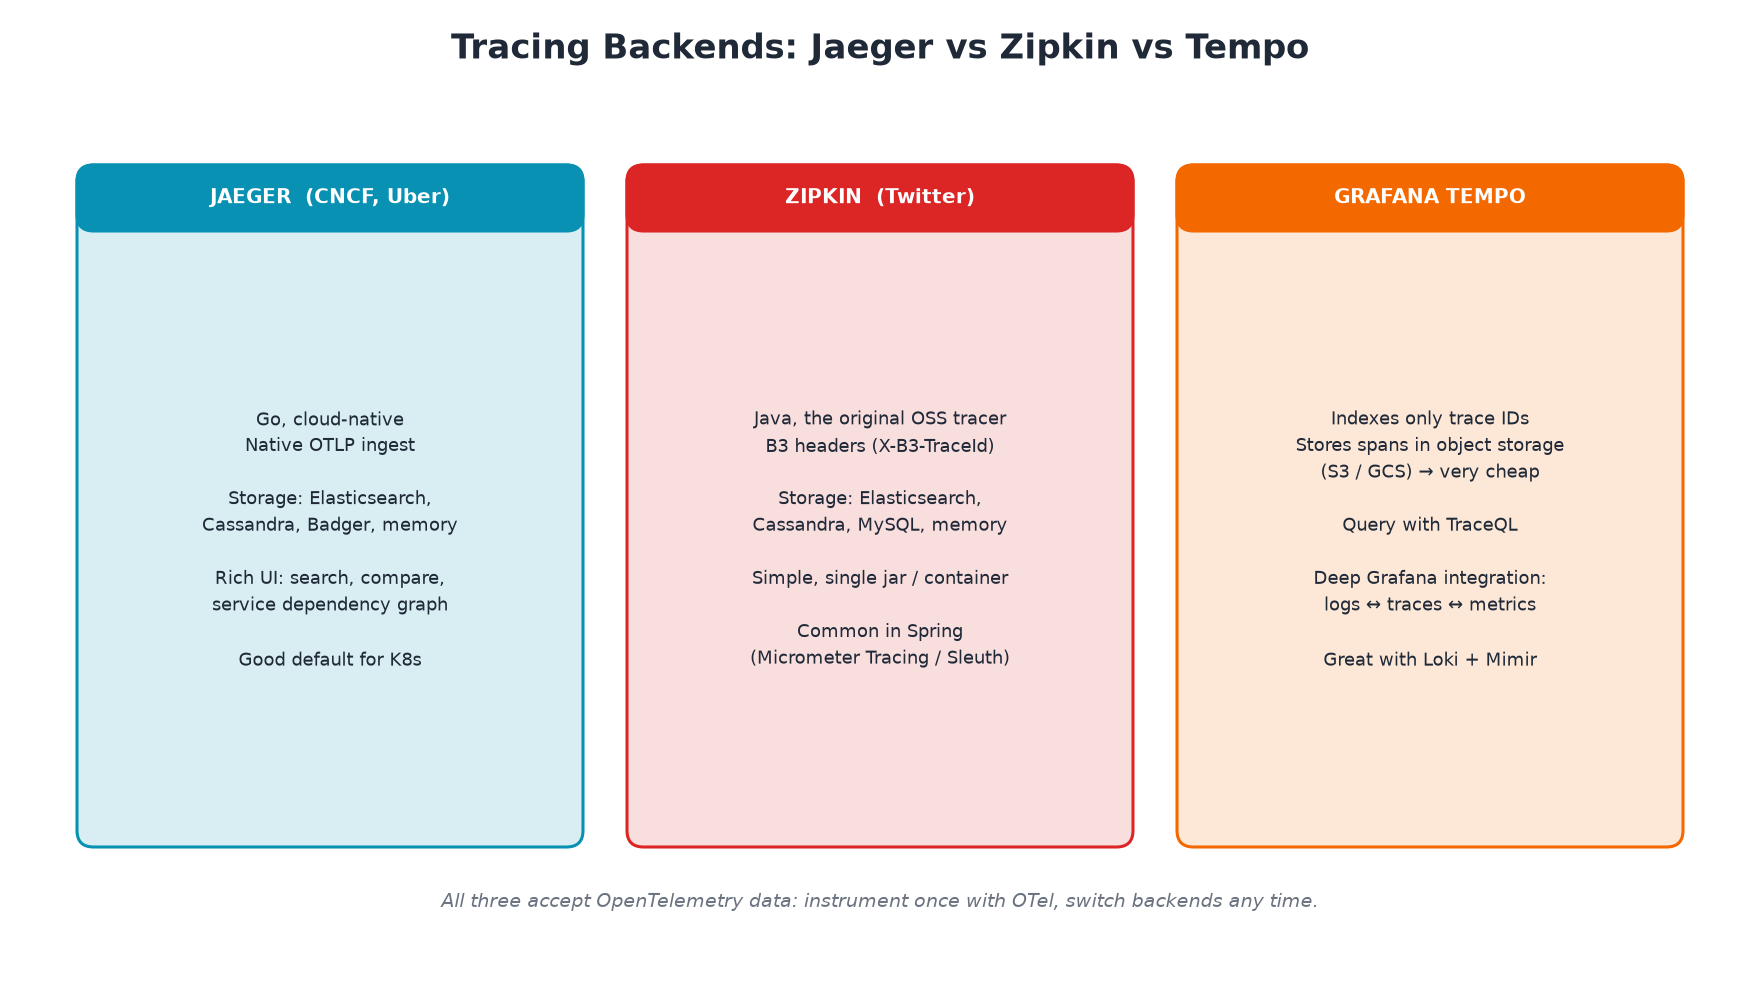 Tracing Backends: Jaeger vs Zipkin vs Tempo
JAEGER  (CNCF, Uber)
Go, cloud-native
Native OTLP ingest
Storage: Elasticsearch,
Cassandra, Badger, memory
Rich UI: search, compare,
service dependency graph
Good default for K8s
ZIPKIN  (Twitter)
Java, the original OSS tracer
B3 headers (X-B3-TraceId)
Storage: Elasticsearch,
Cassandra, MySQL, memory
Simple, single jar / container
Common in Spring
(Micrometer Tracing / Sleuth)
GRAFANA TEMPO
Indexes only trace IDs
Stores spans in object storage
(S3 / GCS) → very cheap
Query with TraceQL
Deep Grafana integration:
logs ↔ traces ↔ metrics
Great with Loki + Mimir
All three accept OpenTelemetry data: instrument once with OTel, switch backends any time.